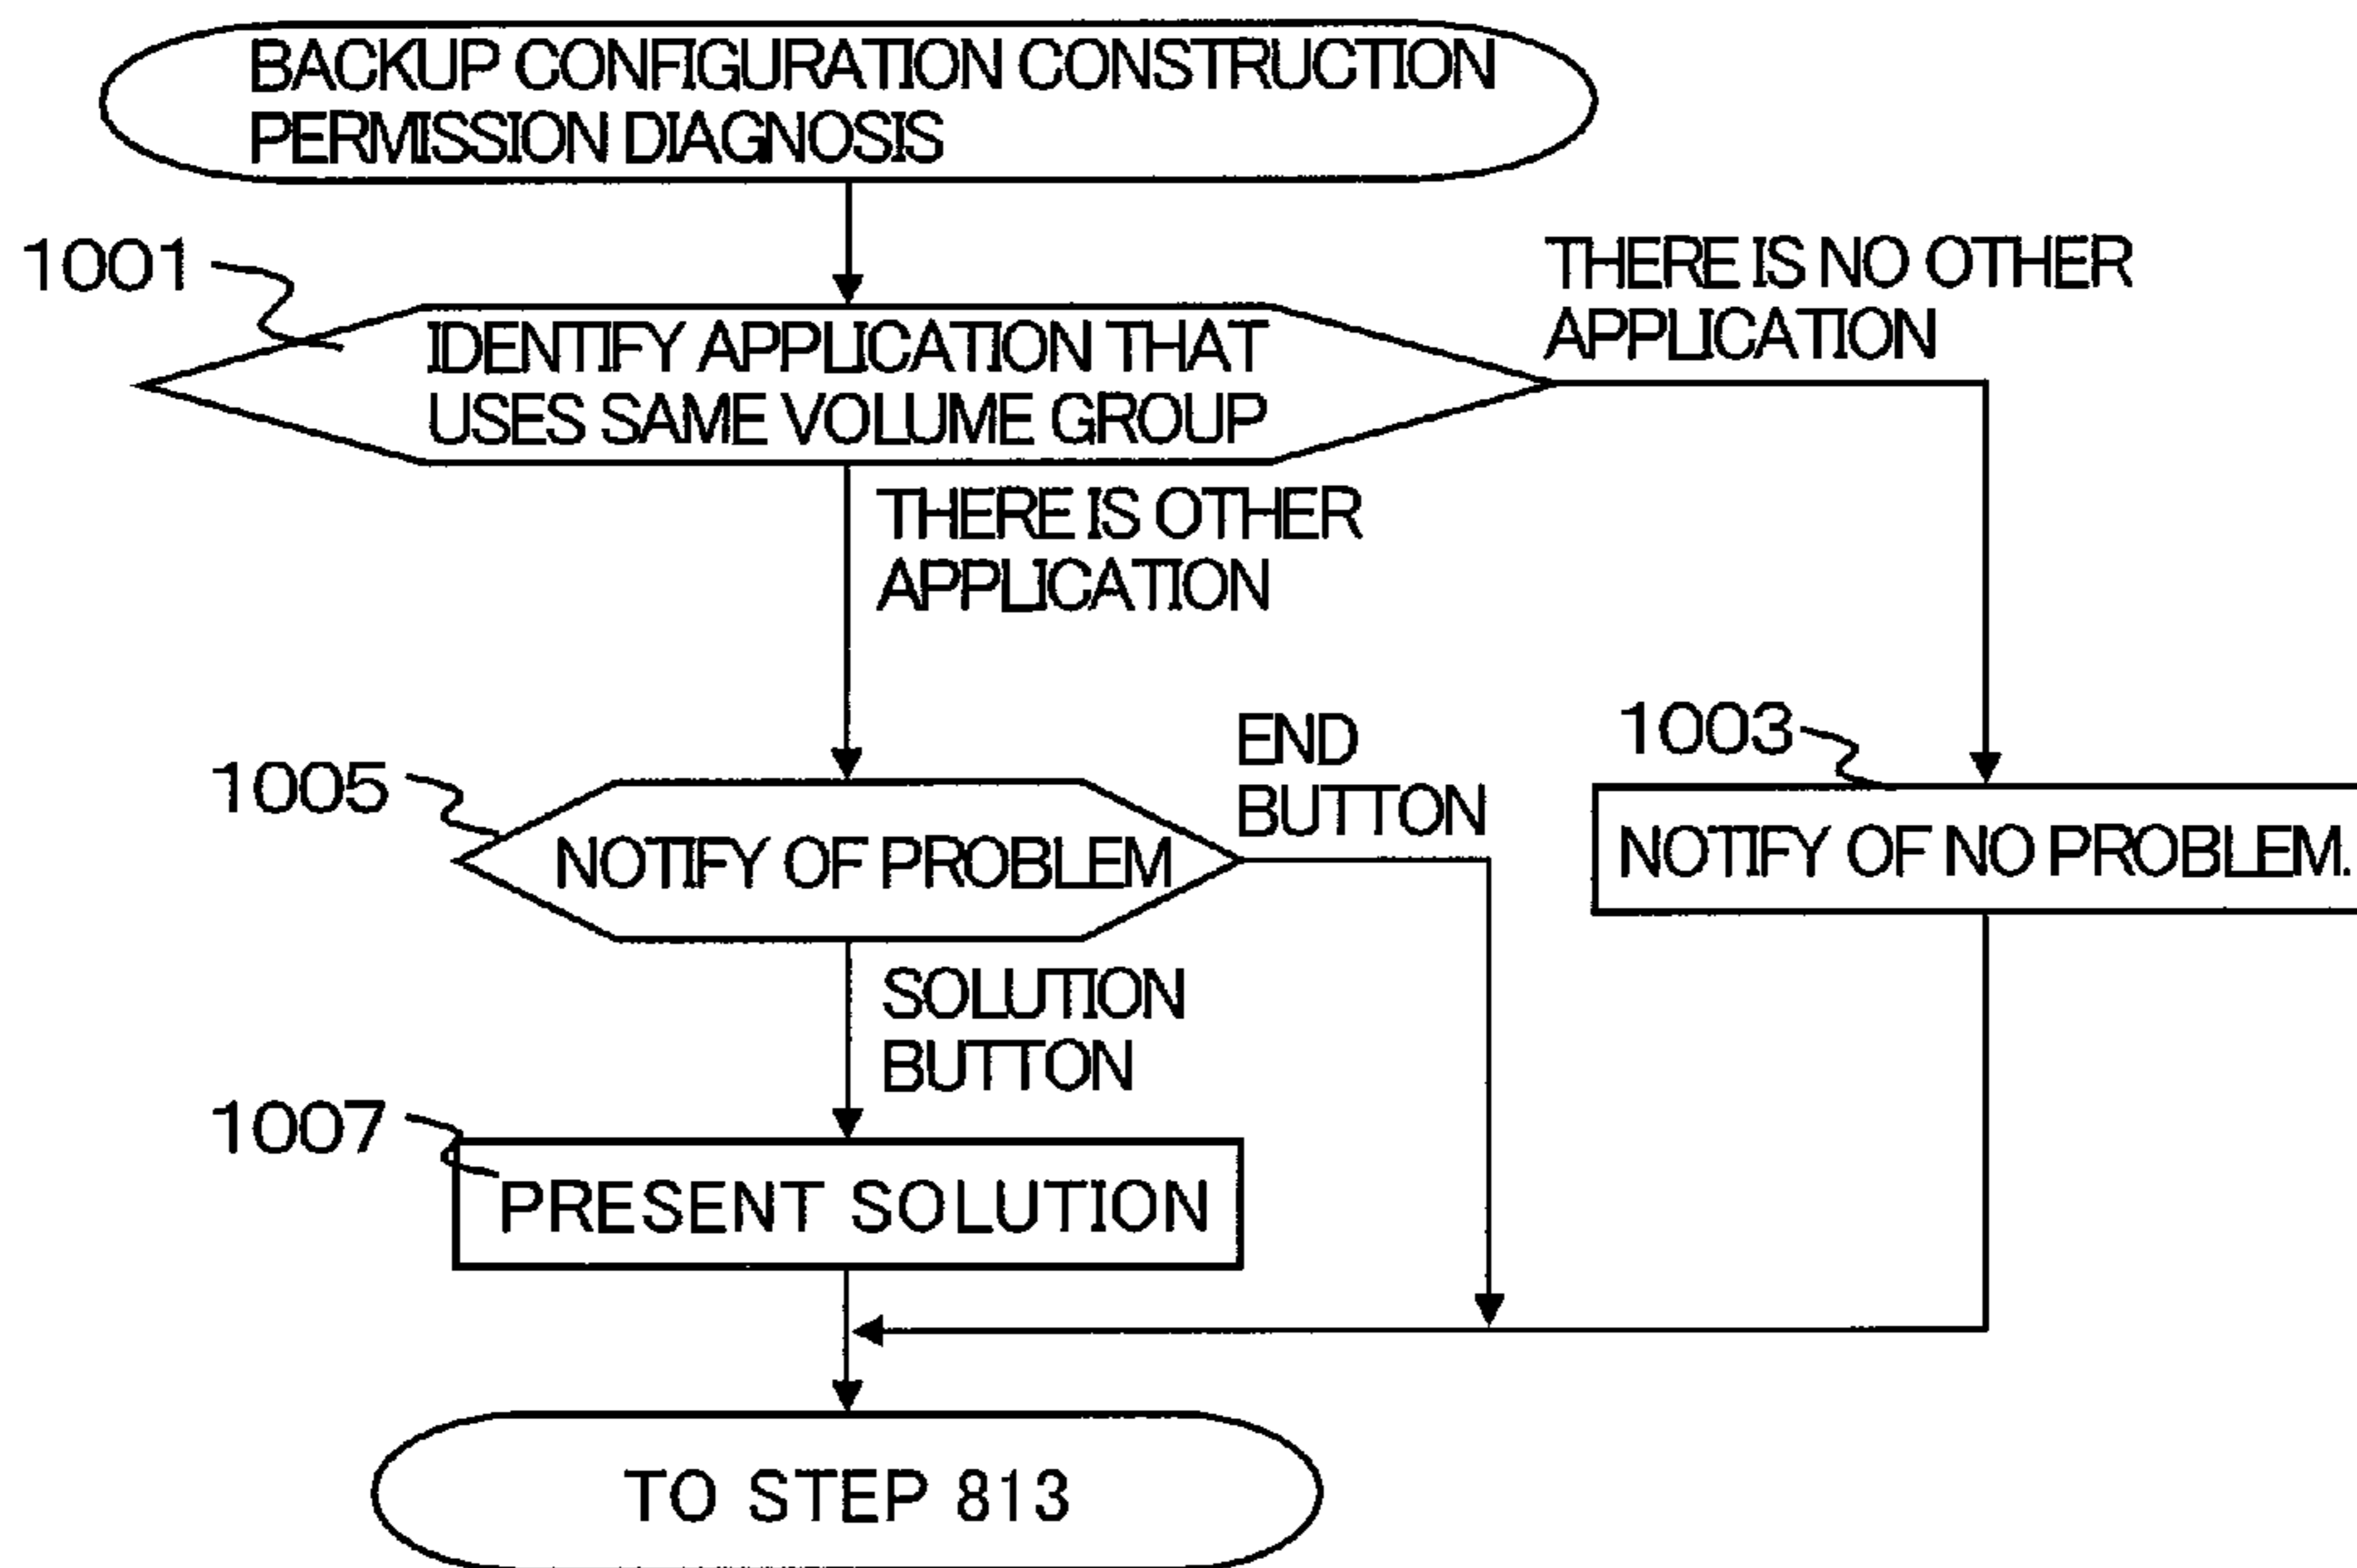 BACKUP CONFIGURATION CONSTRUCTION
PERMISSION DIAGNOSIS
1001
THERE IS NO OTHER
APPLICATION
IDENTIFY APPLICATION THAT
USES SAME VOLUME GROUP
THERE IS OTHER
APPLICATION
END
BUTTON
1003
1005
NOTIFY OF PROBLEM
NOTIFY OF NO PROBLEM.
SOLUTION
BUTTON
1007
PRESENT SOLUTION
TO STEP 813